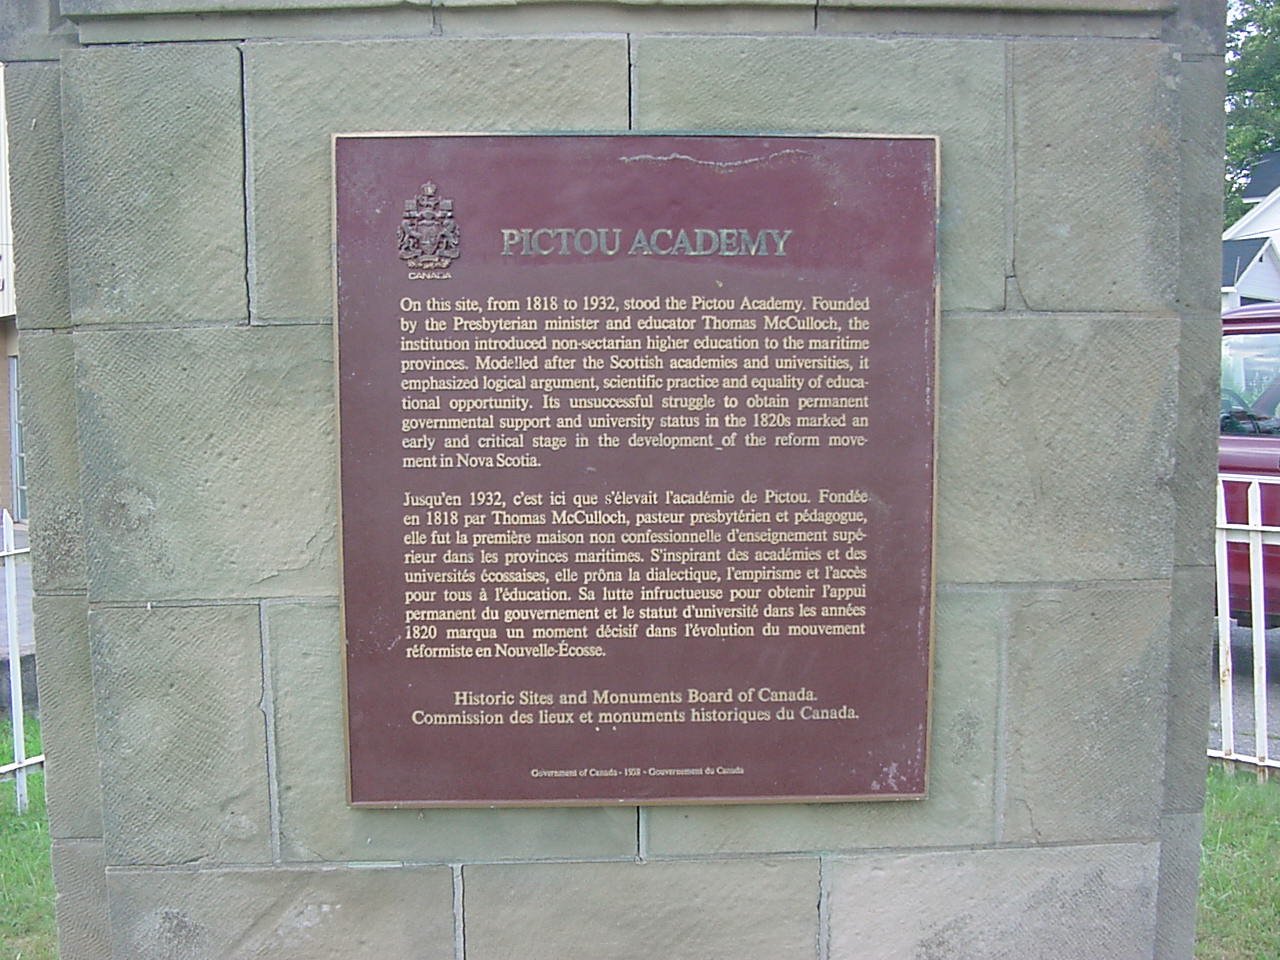 CANADA
PICTOU ACADEMY
On this site, from 1818 to 1932, stood the Pictou Academy. Founded
by the Presbyterian minister and educator Thomas McCulloch, the
institution introduced non-sectarian higher education to the maritime
provinces. Modelled after the Scottish academies and universities, it
emphasized logical argument, scientific practice and equality of educa-
tional opportunity. Its unsuccessful struggle to obtain permanent
governmental support and university status in the 1820s marked an
early and critical stage in the development of the reform move-
ment in Nova Scotia.
Jusqu'en 1932, c'est ici que s'élevait l'académie de Pictou. Fondée
en 1818 par Thomas McCulloch, pasteur presbytérien et pédagogue,
elle fut la première maison non confessionnelle d'enseignement supé-
rieur dans les provinces maritimes. S'inspirant des académies et des
universités écossaises, elle prôna la dialectique, l'empirisme et l'accès
pour tous à l'éducation. Sa lutte infructueuse pour obtenir l'appui
permanent du gouvernement et le statut d'université dans les années
1820 marqua un moment décisif dans l'évolution du mouvement
réformiste en Nouvelle-Écosse.
Historic Sites and Monuments Board of Canada.
Commission des lieux et monuments historiques du Canada.
Government of Canada - - Gouvernement du Canada